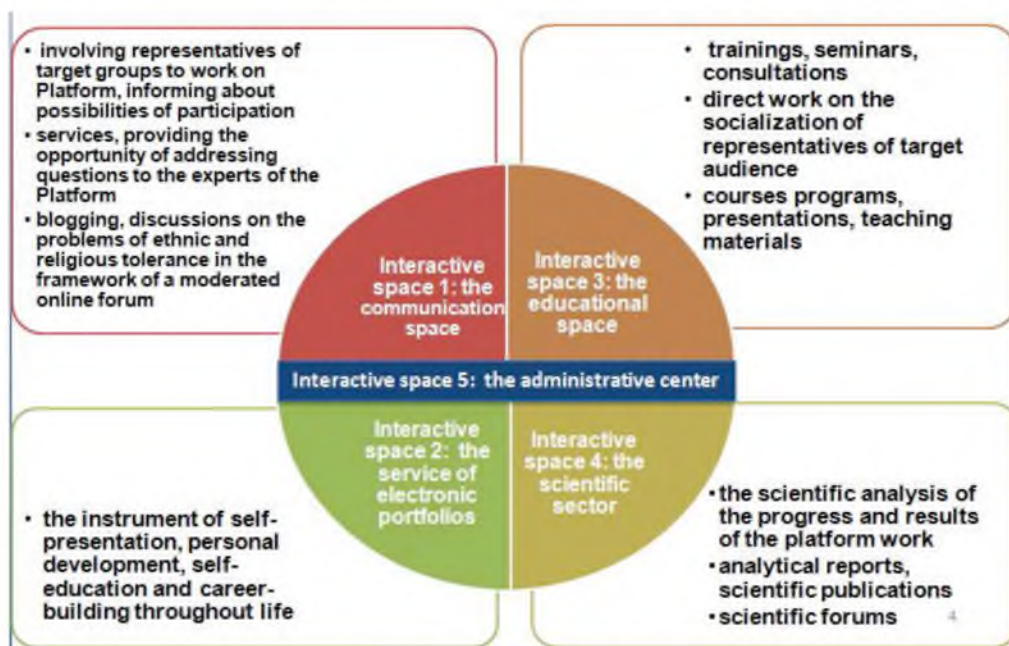 • involving representatives of
target groups to work on
Platform, informing about
possibilities of participation
• services, providing the
opportunity of addressing
questions to the experts of the
Platform
• blogging, discussions on the
problems of ethnic and
religious tolerance in the
framework of a moderated
online forum
• trainings, seminars,
consultations
• direct work on the
socialization of
representatives of target
audience
• courses programs,
presentations, teaching
materials
Interactive
space 1: the
communication
space
Interactive
space 3: the
educational
space
Interactive space 5: the administrative center
Interactive
space 2: the
service of
electronic
portfolios
Interactive
space 4: the
scientific
sector
• the instrument of self-
presentation, personal
development, self-
education and career-
building throughout life
• the scientific analysis of
the progress and results
of the platform work
• analytical reports,
scientific publications
• scientific forums
4